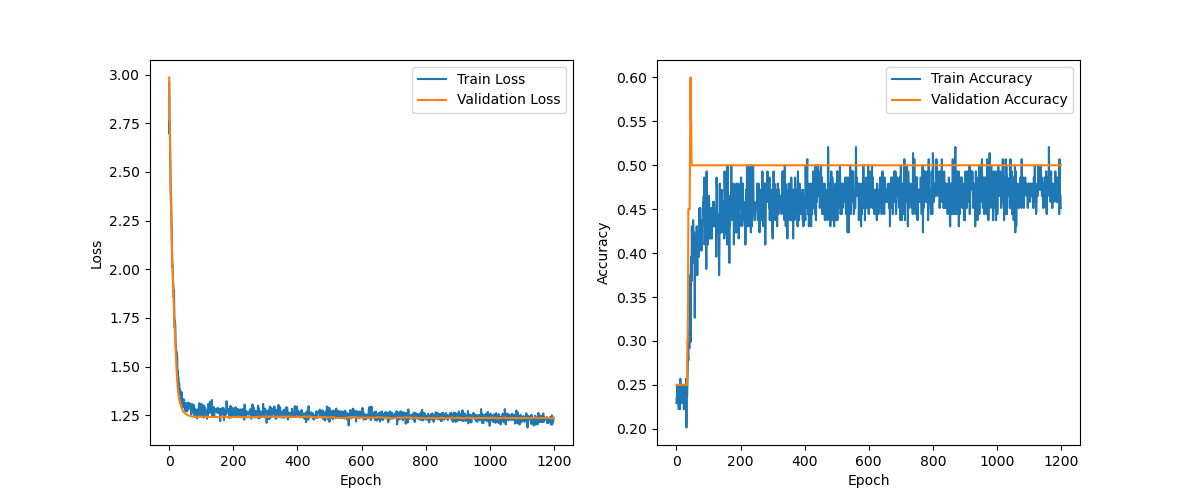 3.00
2.75
2.50
2.25
2.00
1.75
1.50
1.25
Loss
0 200 400 600 800 1000 1200
Epoch
Train Loss
Validation Loss
0.60
0.55
0.50
0.45
0.40
0.35
0.30
0.25
0.20
Accuracy
0 200 400 600 800 1000 1200
Epoch
Train Accuracy
Validation Accuracy